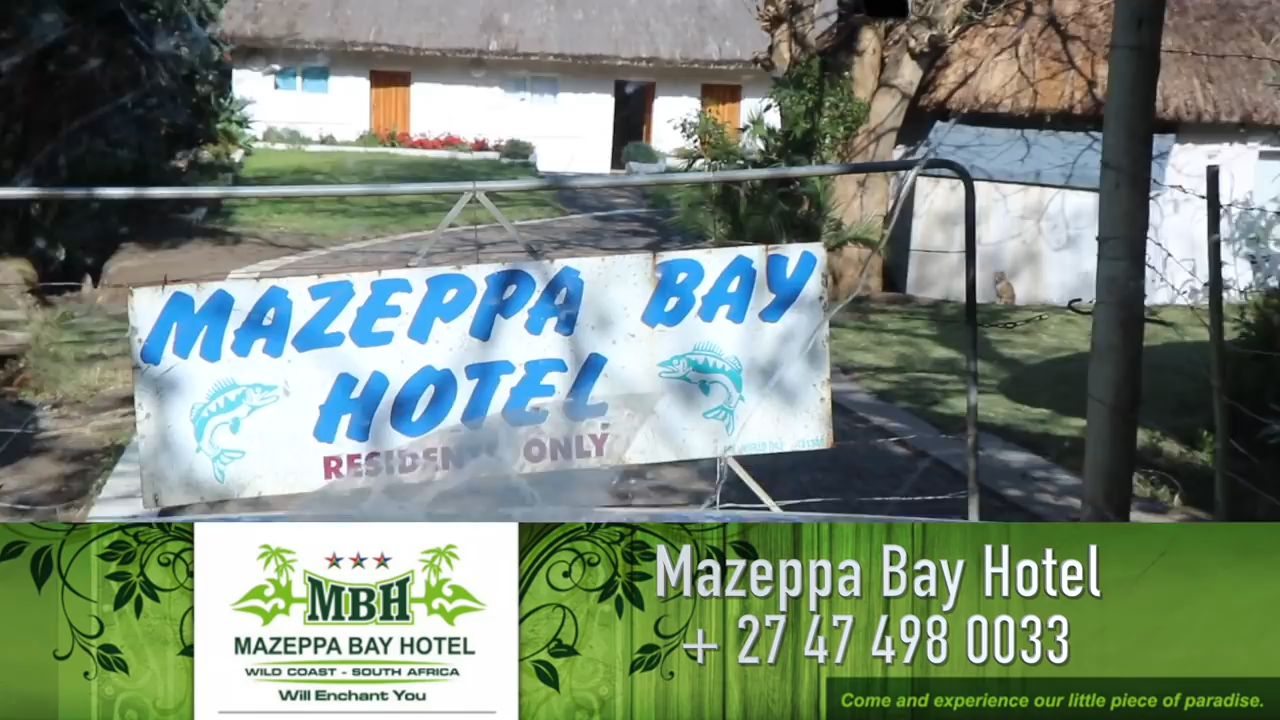 MAZEPPA BAY
HOTEL
RESIDENTS ONLY
MBH
MAZEPPA BAY HOTEL
WILD COAST - SOUTH AFRICA
Will Enchant You
Mazeppa Bay Hotel
+ 27 47 498 0033
Come and experience our little piece of paradise.